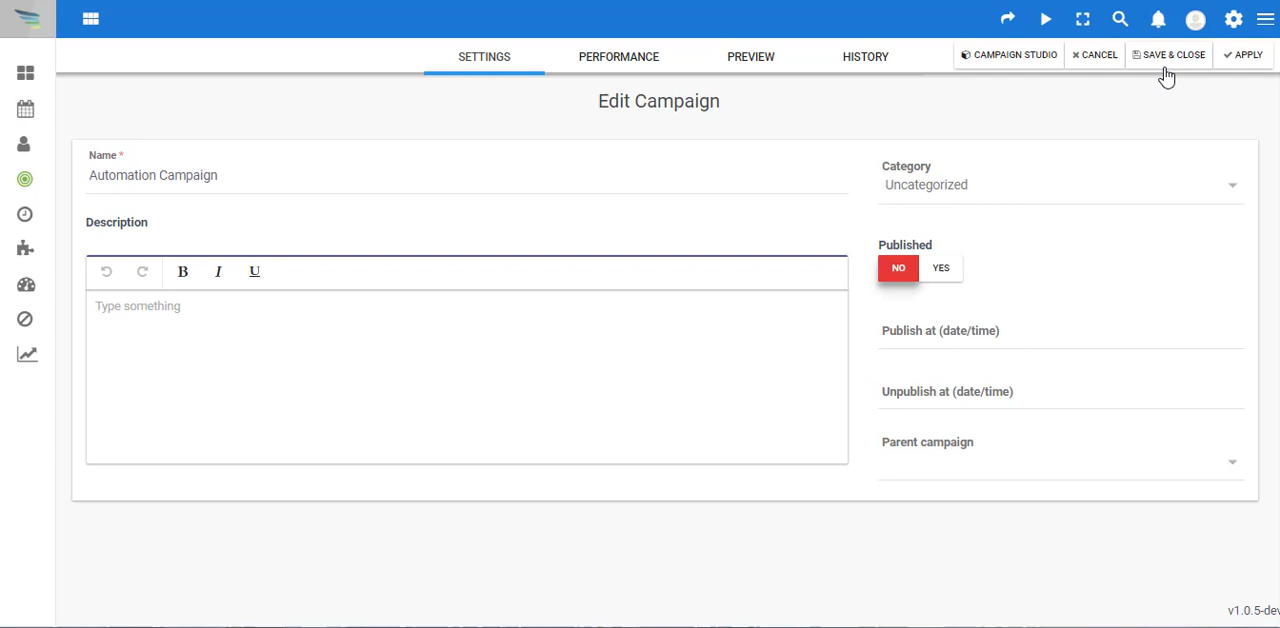 SETTINGS PERFORMANCE PREVIEW HISTORY CAMPAIGN STUDIO CANCEL SAVE & CLOSE APPLY
Edit Campaign
Name *
Automation Campaign
Category
Uncategorized
Description
Published
NO YES
B I U
Type something
Publish at (date/time)
Unpublish at (date/time)
Parent campaign
v1.0.5-dev